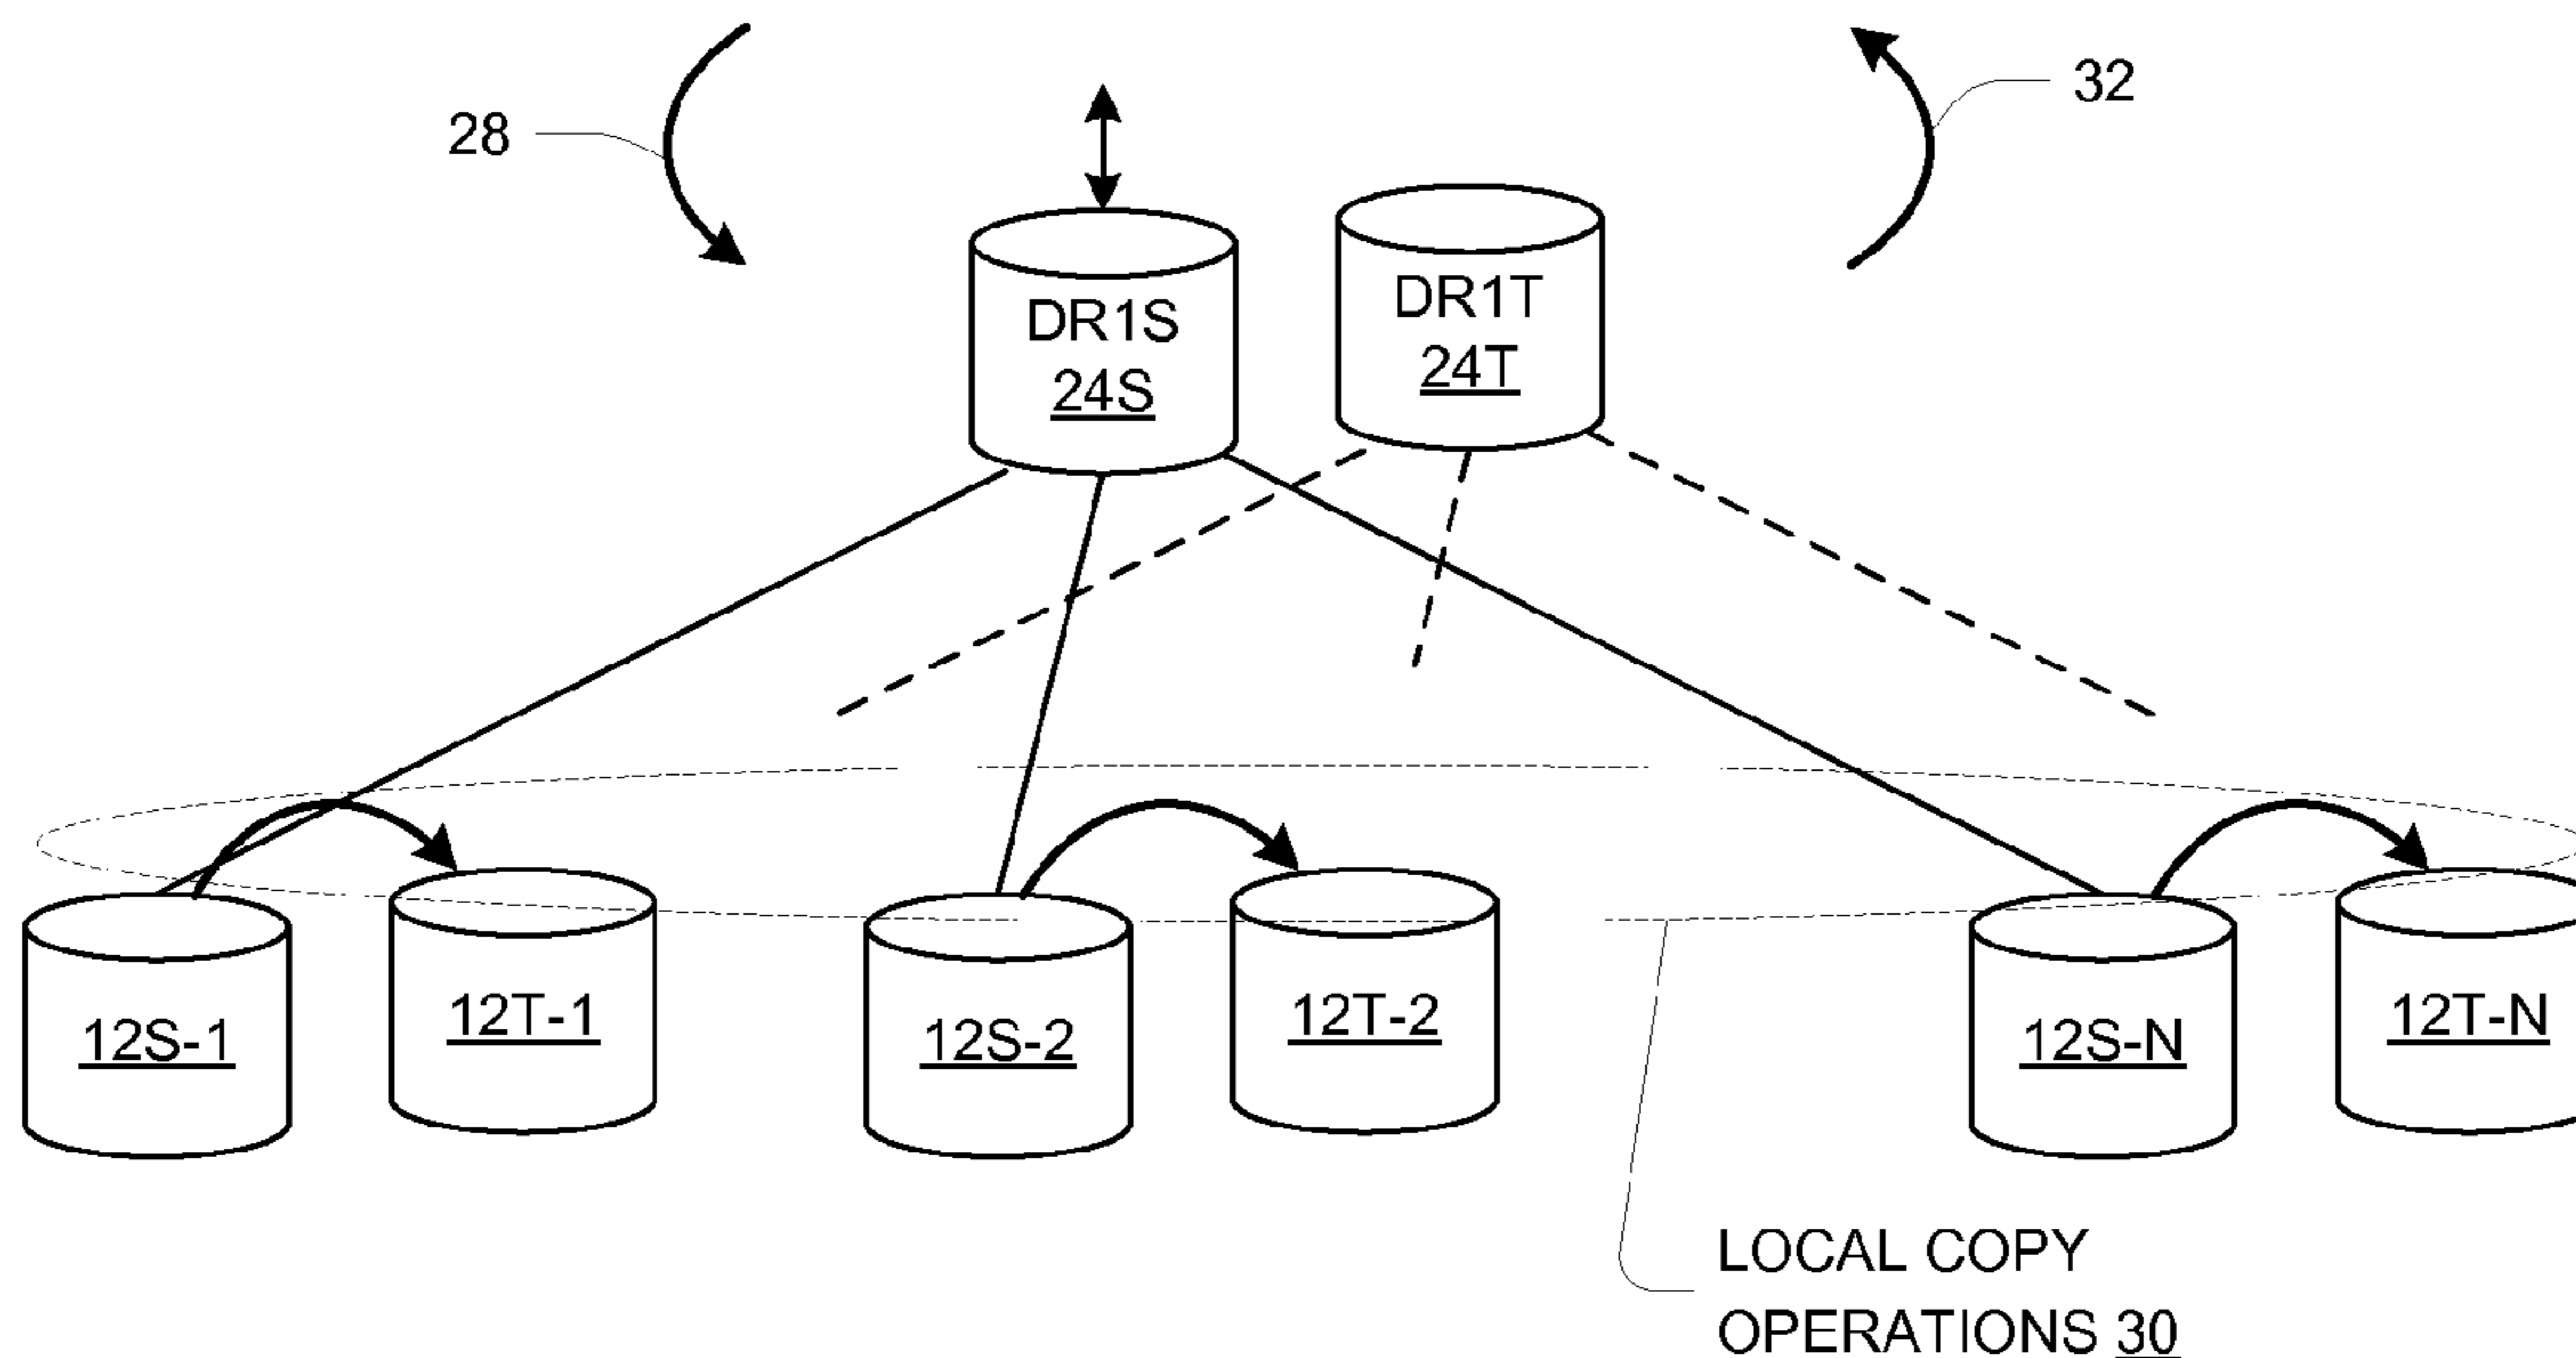 28
32
DR1S
24S
DR1T
24T
12S-1
12T-1
12S-2
12T-2
12S-N
12T-N
LOCAL COPY
OPERATIONS 30